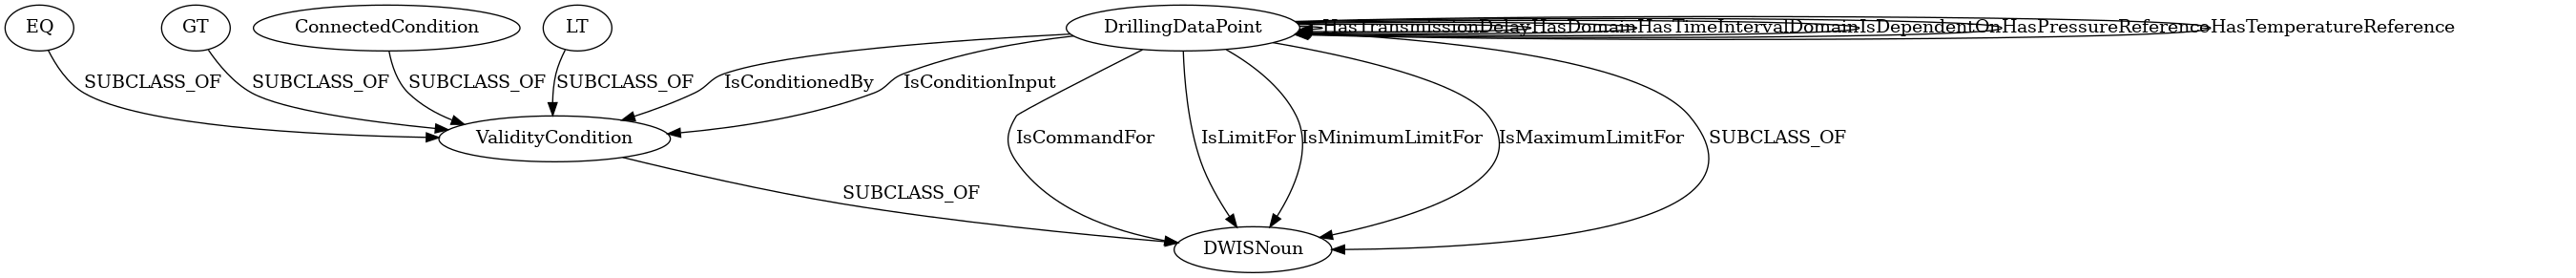 EQ
GT
ConnectedCondition
LT
DrillingDataPoint
HasTransmissionDelay
HasDomain
HasTimeIntervalDomain
IsDependentOn
HasPressureReference
HasTemperatureReference
SUBCLASS_OF
SUBCLASS_OF
SUBCLASS_OF
SUBCLASS_OF
IsConditionedBy
IsConditionInput
ValidityCondition
IsCommandFor
IsLimitFor
IsMinimumLimitFor
IsMaximumLimitFor
SUBCLASS_OF
SUBCLASS_OF
DWISNoun